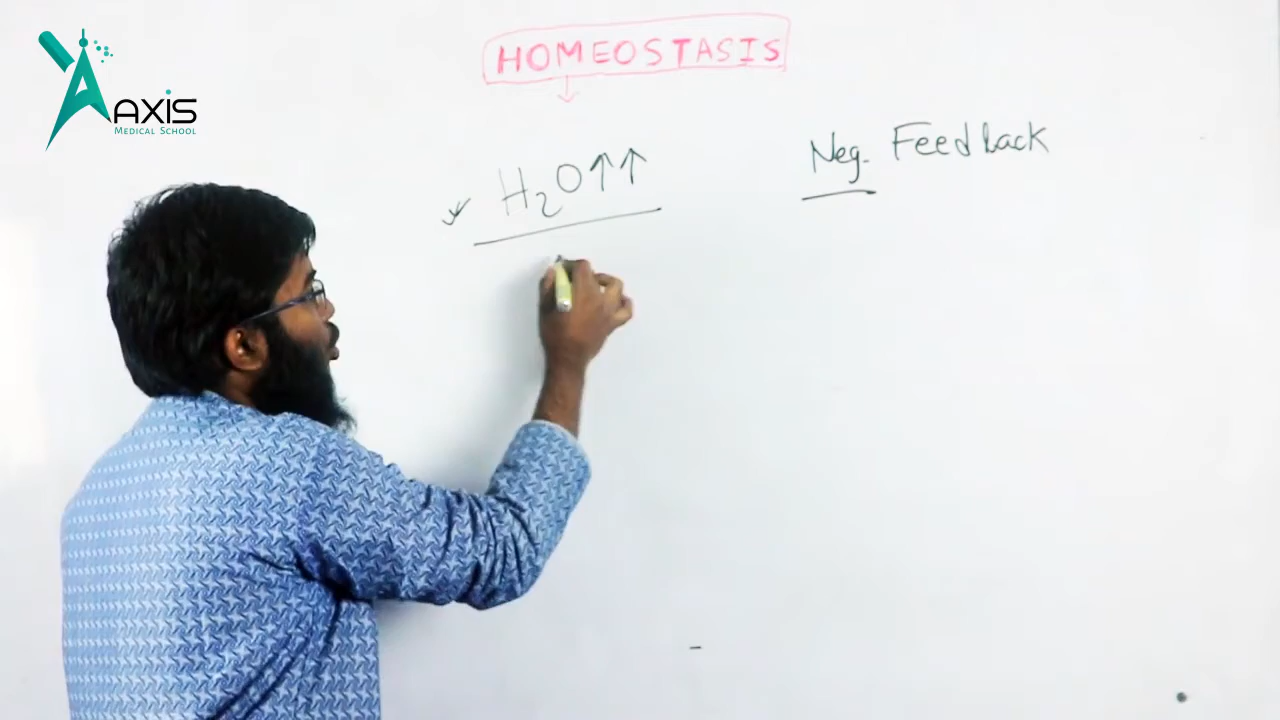 HOMEOSTASIS
AXIS
MEDICAL SCHOOL
H₂O↑↑
Neg. Feedback